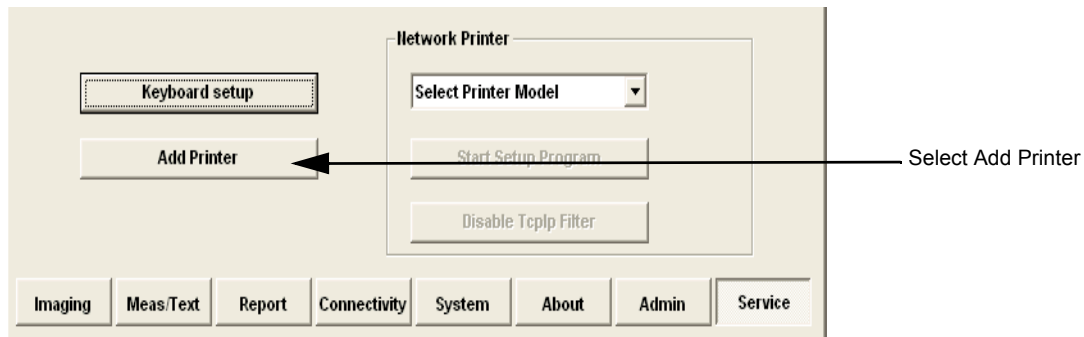 Network Printer
Keyboard setup
Select Printer Model
Add Printer
Start Setup Program
Select Add Printer
Disable TcpIp Filter
Imaging
Meas/Text
Report
Connectivity
System
About
Admin
Service